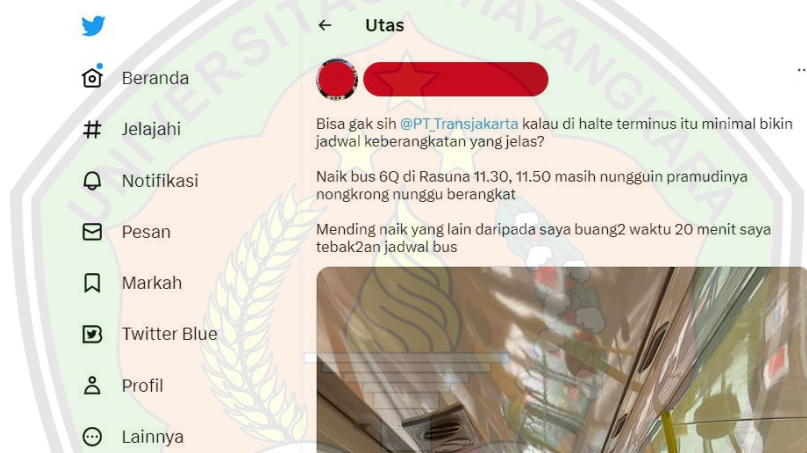 Utas
Beranda
Jelajahi
Notifikasi
Pesan
Markah
Twitter Blue
Profil
Lainnya
Bisa gak sih @PT_Transjakarta kalau di halte terminus itu minimal bikin
jadwal keberangkatan yang jelas?
Naik bus 6Q di Rasuna 11.30, 11.50 masih nungguin pramudinya
nongkrong nunggu berangkat
Mending naik yang lain daripada saya buang2 waktu 20 menit saya
tebak2an jadwal bus